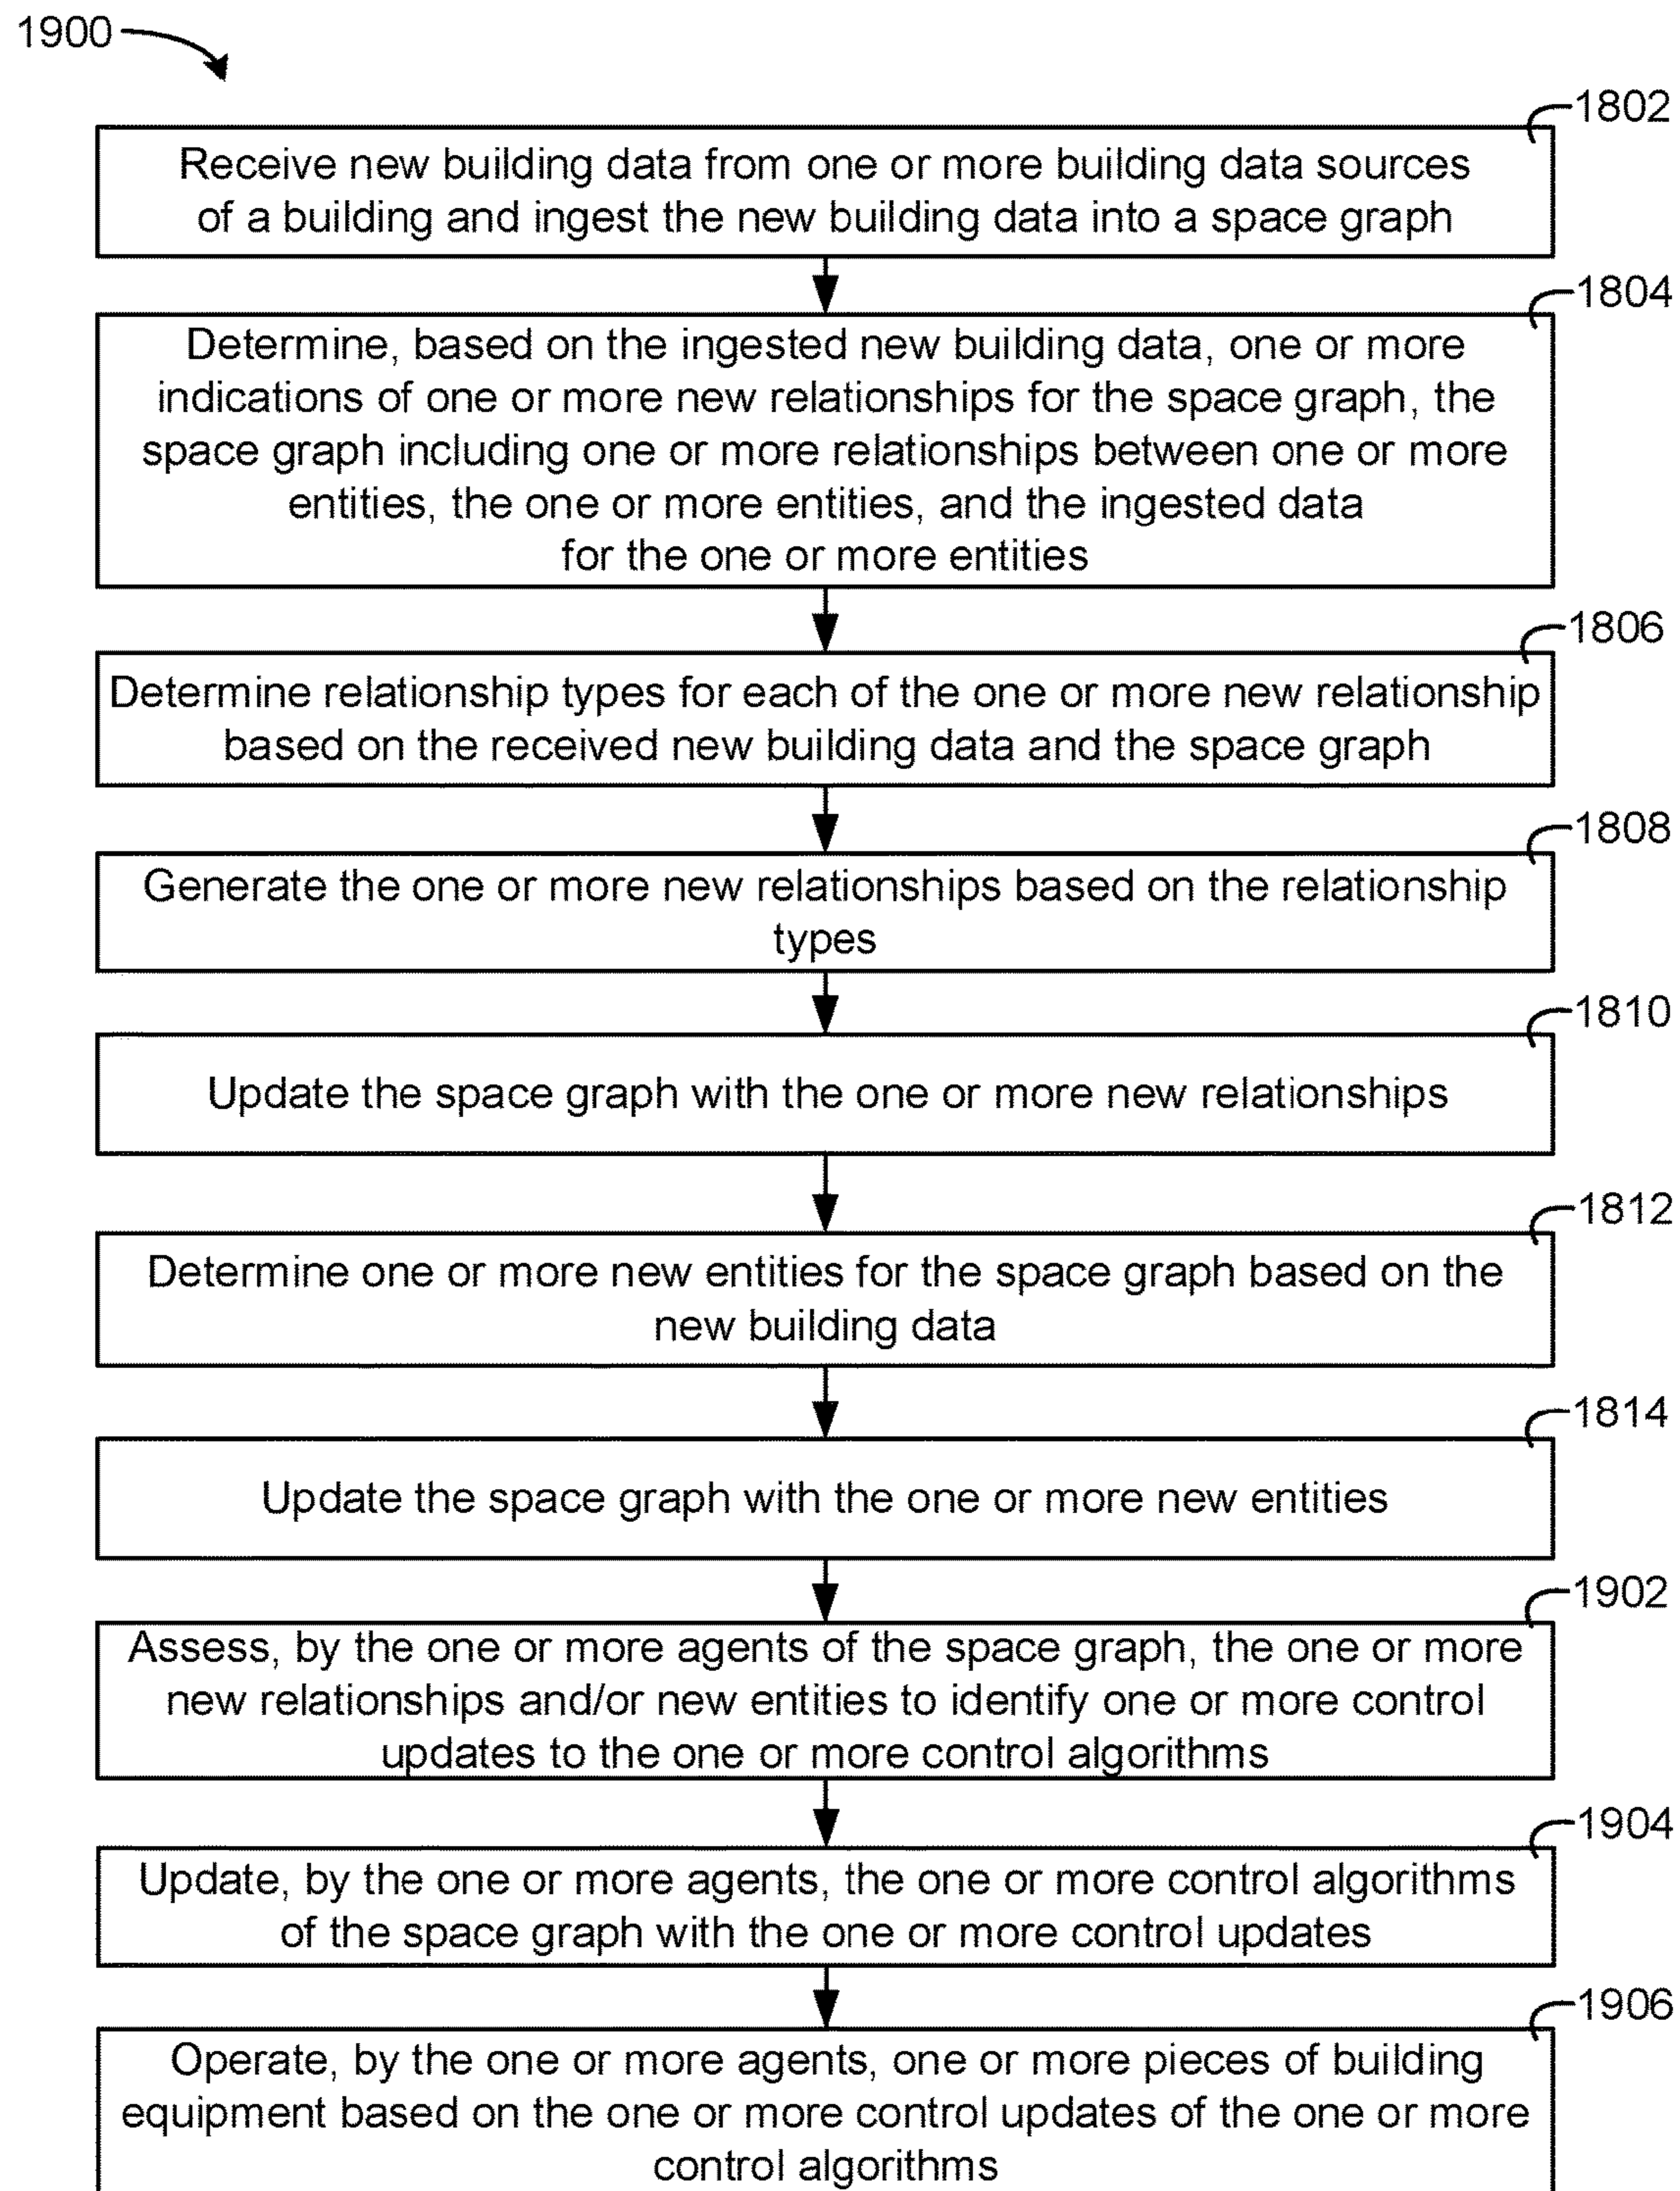 1900
1802
Receive new building data from one or more building data sources
of a building and ingest the new building data into a space graph
1804
Determine, based on the ingested new building data, one or more
indications of one or more new relationships for the space graph, the
space graph including one or more relationships between one or more
entities, the one or more entities, and the ingested data
for the one or more entities
1806
Determine relationship types for each of the one or more new relationship
based on the received new building data and the space graph
1808
Generate the one or more new relationships based on the relationship
types
1810
Update the space graph with the one or more new relationships
1812
Determine one or more new entities for the space graph based on the
new building data
1814
Update the space graph with the one or more new entities
1902
Assess, by the one or more agents of the space graph, the one or more
new relationships and/or new entities to identify one or more control
updates to the one or more control algorithms
1904
Update, by the one or more agents, the one or more control algorithms
of the space graph with the one or more control updates
1906
Operate, by the one or more agents, one or more pieces of building
equipment based on the one or more control updates of the one or more
control algorithms